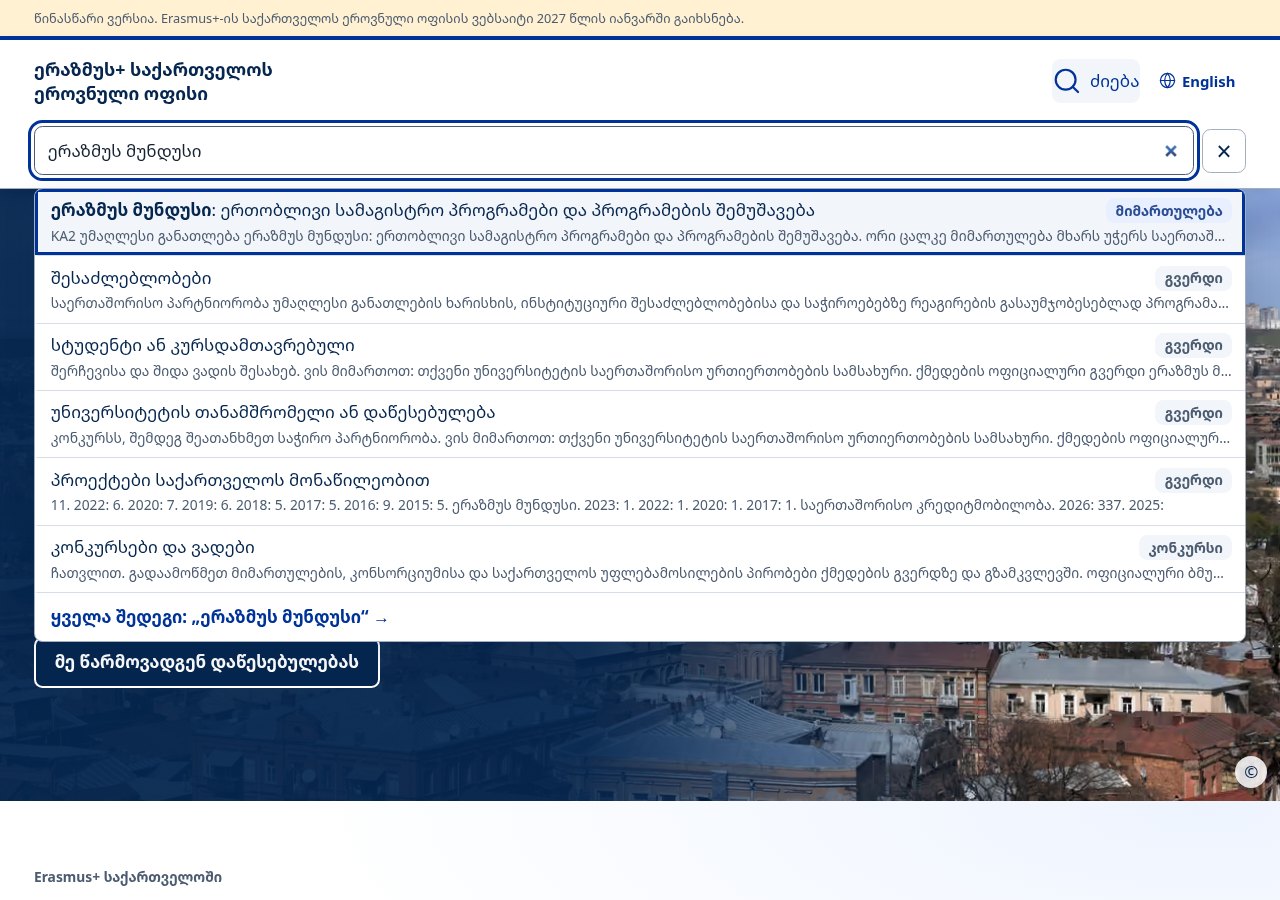 წინასწარი ვერსია. Erasmus+-ის საქართველოს ეროვნული ოფისის ვებსაიტი 2027 წლის იანვარში გაიხსნება.
ერაზმუს+ საქართველოს
ეროვნული ოფისი
ძიება
English
ერაზმუს მუნდუსი
ერაზმუს მუნდუსი: ერთობლივი სამაგისტრო პროგრამები და პროგრამების შემუშავება
მიმართულება
KA2 უმაღლესი განათლება ერაზმუს მუნდუსი: ერთობლივი სამაგისტრო პროგრამები და პროგრამების შემუშავება. ორი ცალკე მიმართულება მხარს უჭერს საერთაშ...
შესაძლებლობები
გვერდი
საერთაშორისო პარტნიორობა უმაღლესი განათლების ხარისხის, ინსტიტუციური შესაძლებლობებისა და საჭიროებებზე რეაგირების გასაუმჯობესებლად პროგრამა...
სტუდენტი ან კურსდამთავრებული
გვერდი
შერჩევისა და შიდა ვადის შესახებ. ვის მიმართოთ: თქვენი უნივერსიტეტის საერთაშორისო ურთიერთობების სამსახური. ქმედების ოფიციალური გვერდი ერაზმუს მ...
უნივერსიტეტის თანამშრომელი ან დაწესებულება
გვერდი
კონკურსს, შემდეგ შეათანხმეთ საჭირო პარტნიორობა. ვის მიმართოთ: თქვენი უნივერსიტეტის საერთაშორისო ურთიერთობების სამსახური. ქმედების ოფიციალურ...
პროექტები საქართველოს მონაწილეობით
გვერდი
11. 2022: 6. 2020: 7. 2019: 6. 2018: 5. 2017: 5. 2016: 9. 2015: 5. ერაზმუს მუნდუსი. 2023: 1. 2022: 1. 2020: 1. 2017: 1. საერთაშორისო კრედიტმობილობა. 2026: 337. 2025:
კონკურსები და ვადები
კონკურსი
ჩათვლით. გადაამოწმეთ მიმართულების, კონსორციუმისა და საქართველოს უფლებამოსილების პირობები ქმედების გვერდზე და გზამკვლევში. ოფიციალური ბმუ...
ყველა შედეგი: „ერაზმუს მუნდუსი“ →
მე წარმოვადგენ დაწესებულებას
©
Erasmus+ საქართველოში